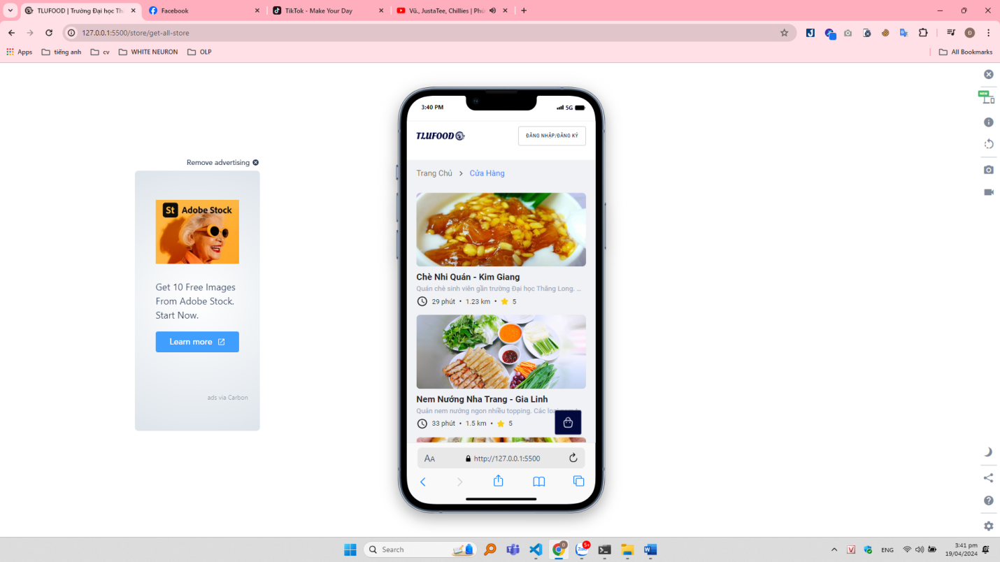 TLUFOOD | Trường Đại học Th
Facebook
TikTok - Make Your Day
Vũ., JustaTee, Chillies | Phú
127.0.0.1:5500/store/get-all-store
Đ
Apps
tiếng anh
cv
WHITE NEURON
OLP
All Bookmarks
NEW
3:40 PM
5G
TLUFOOD
ĐĂNG NHẬP/ĐĂNG KÝ
Trang Chủ > Cửa Hàng
Chè Nhi Quán - Kim Giang
Quán chè sinh viên gần trường Đại học Thăng Long. ...
29 phút • 1.23 km • 5
Nem Nướng Nha Trang - Gia Linh
Quán nem nướng ngon nhiều topping. Các loại
33 phút • 1.5 km • 5
AA
http://127.0.0.1:5500
Remove advertising
St Adobe Stock
Get 10 Free Images
From Adobe Stock.
Start Now.
Learn more
ads via Carbon
Search
Đ
Zalo
5+
V
ENG
3:41 pm
19/04/2024